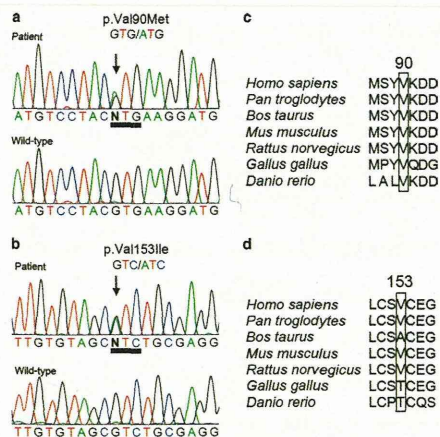 a
p.Val90Met
GTG/ATG
Patient
ATGTCCTACNTGAAGGATG
Wild-type
ATGTCCTACGTGAAGGATG
b
p.Val153Ile
GTC/ATC
Patient
TTGTGTAGCNTCTGCGAGG
Wild-type
TTGTGTAGCGTCTGCGAGG
c
90
Homo sapiens MSYVKDD
Pan troglodytes MSYVKDD
Bos taurus MSYVKDD
Mus musculus MSYVKDD
Rattus norvegicus MSYVKDD
Gallus gallus MPYVQDG
Danio rerio LALVKDD
d
153
Homo sapiens LCSVCEG
Pan troglodytes LCSVCEG
Bos taurus LCSACEG
Mus musculus LCSVCEG
Rattus norvegicus LCSVCEG
Gallus gallus LCSTCEG
Danio rerio LCPTCQS